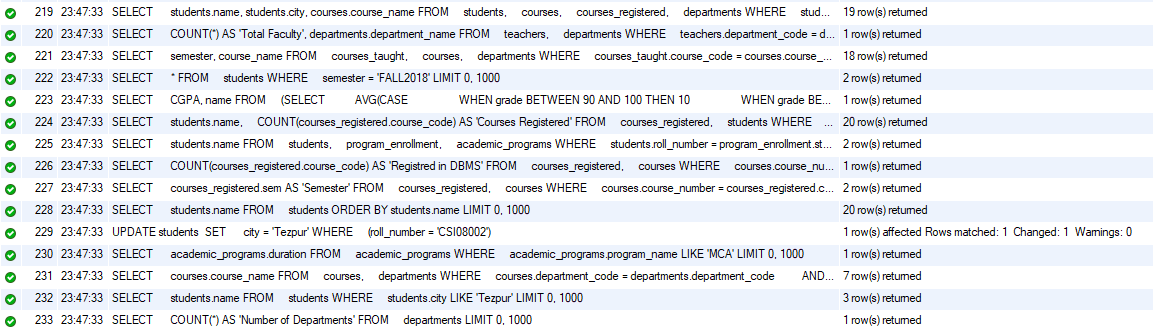 219 23:47:33 SELECT students.name, students.city, courses.course_name FROM students, courses, courses_registered, departments WHERE stud... 19 row(s) returned
220 23:47:33 SELECT COUNT(*) AS 'Total Faculty', departments.department_name FROM teachers, departments WHERE teachers.department_code = d... 1 row(s) returned
221 23:47:33 SELECT semester, course_name FROM courses_taught, courses, departments WHERE courses_taught.course_code = courses.course_... 18 row(s) returned
222 23:47:33 SELECT * FROM students WHERE semester = 'FALL2018' LIMIT 0, 1000 2 row(s) returned
223 23:47:33 SELECT CGPA, name FROM (SELECT AVG(CASE WHEN grade BETWEEN 90 AND 100 THEN 10 WHEN grade BE... 1 row(s) returned
224 23:47:33 SELECT students.name, COUNT(courses_registered.course_code) AS 'Courses Registered' FROM courses_registered, students WHERE ... 20 row(s) returned
225 23:47:33 SELECT students.name FROM students, program_enrollment, academic_programs WHERE students.roll_number = program_enrollment.st... 2 row(s) returned
226 23:47:33 SELECT COUNT(courses_registered.course_code) AS 'Registred in DBMS' FROM courses_registered, courses WHERE courses.course_nu... 1 row(s) returned
227 23:47:33 SELECT courses_registered.sem AS 'Semester' FROM courses_registered, courses WHERE courses.course_number = courses_registered.c... 2 row(s) returned
228 23:47:33 SELECT students.name FROM students ORDER BY students.name LIMIT 0, 1000 20 row(s) returned
229 23:47:33 UPDATE students SET city = 'Tezpur' WHERE (roll_number = 'CSI08002') 1 row(s) affected Rows matched: 1 Changed: 1 Warnings: 0
230 23:47:33 SELECT academic_programs.duration FROM academic_programs WHERE academic_programs.program_name LIKE 'MCA' LIMIT 0, 1000 1 row(s) returned
231 23:47:33 SELECT courses.course_name FROM courses, departments WHERE courses.department_code = departments.department_code AND... 7 row(s) returned
232 23:47:33 SELECT students.name FROM students WHERE students.city LIKE 'Tezpur' LIMIT 0, 1000 3 row(s) returned
233 23:47:33 SELECT COUNT(*) AS 'Number of Departments' FROM departments LIMIT 0, 1000 1 row(s) returned